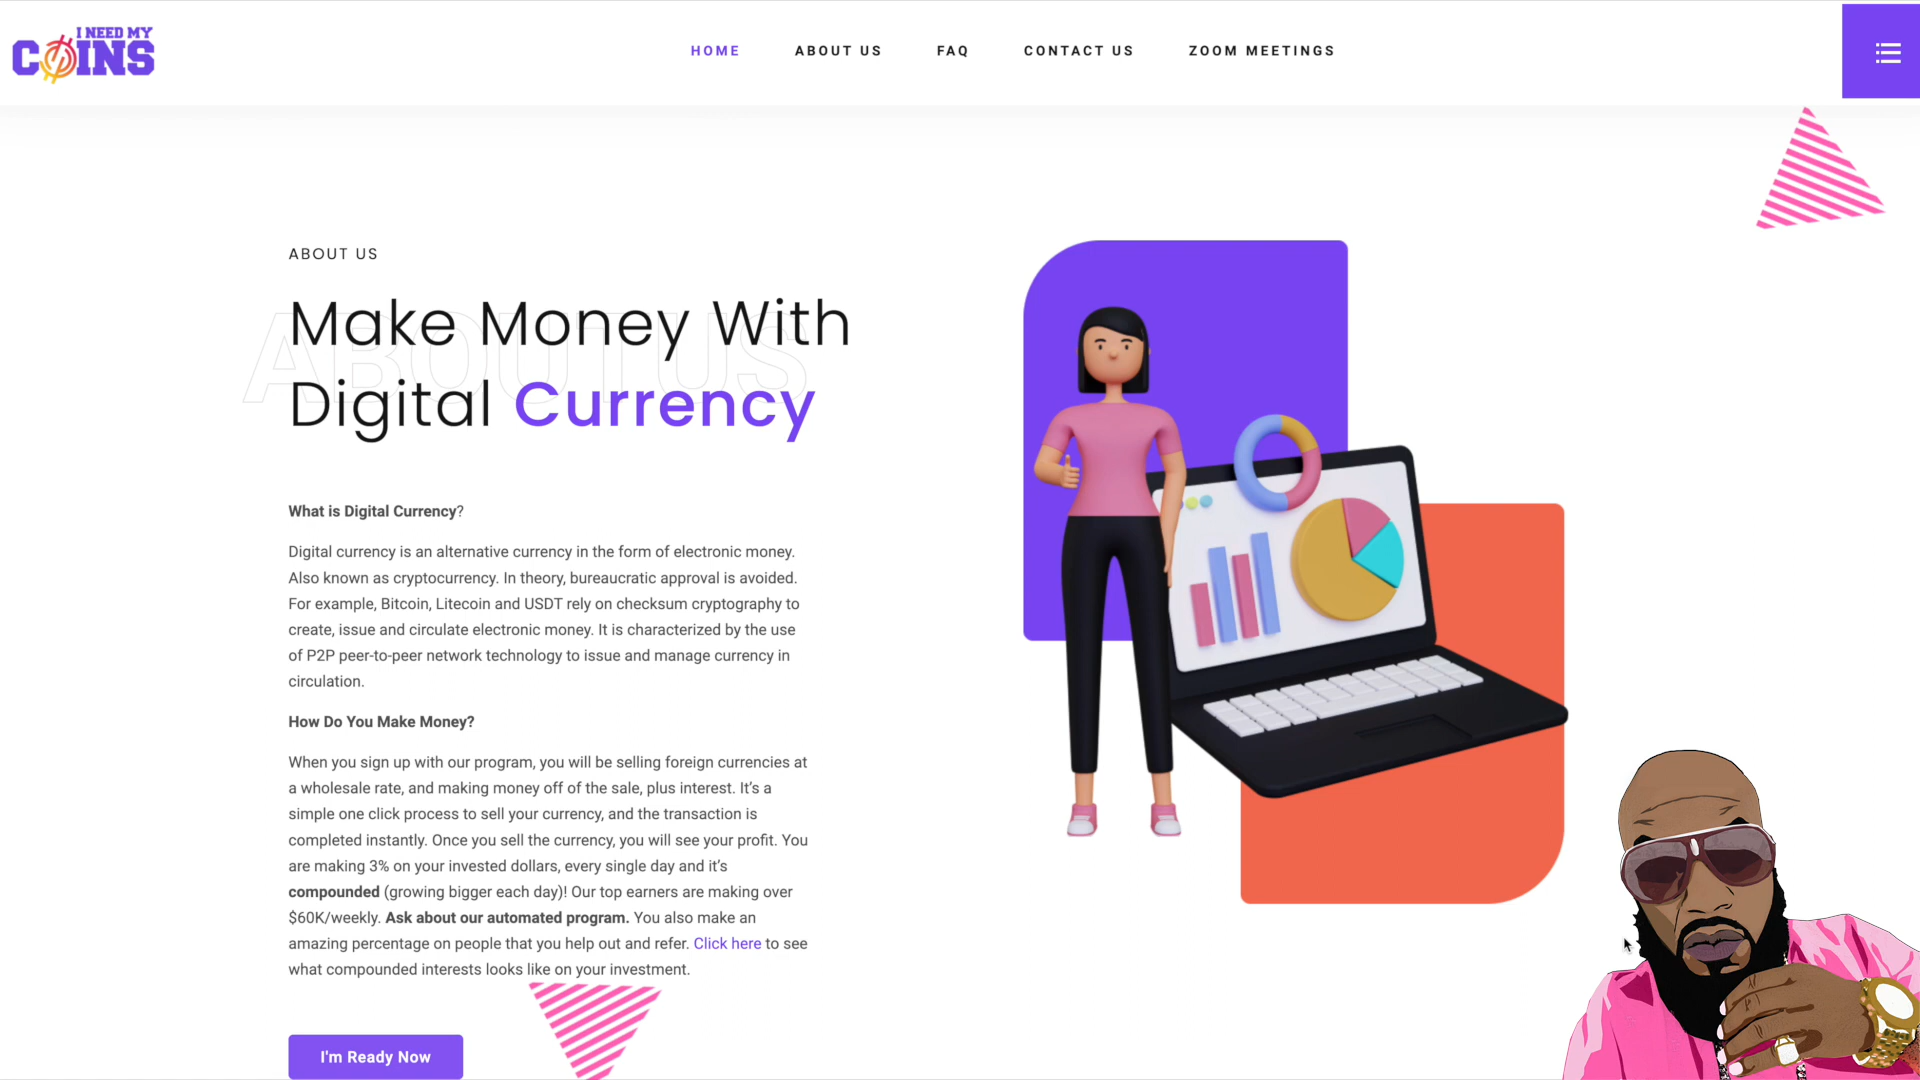 I NEED MY
COINS
HOME ABOUT US FAQ CONTACT US ZOOM MEETINGS
ABOUT US
ABOUT US
Make Money With
Digital Currency
What is Digital Currency?
Digital currency is an alternative currency in the form of electronic money.
Also known as cryptocurrency. In theory, bureaucratic approval is avoided.
For example, Bitcoin, Litecoin and USDT rely on checksum cryptography to
create, issue and circulate electronic money. It is characterized by the use
of P2P peer-to-peer network technology to issue and manage currency in
circulation.
How Do You Make Money?
When you sign up with our program, you will be selling foreign currencies at
a wholesale rate, and making money off of the sale, plus interest. It’s a
simple one click process to sell your currency, and the transaction is
completed instantly. Once you sell the currency, you will see your profit. You
are making 3% on your invested dollars, every single day and it’s
compounded (growing bigger each day)! Our top earners are making over
$60K/weekly. Ask about our automated program. You also make an
amazing percentage on people that you help out and refer. Click here to see
what compounded interests looks like on your investment.
I'm Ready Now